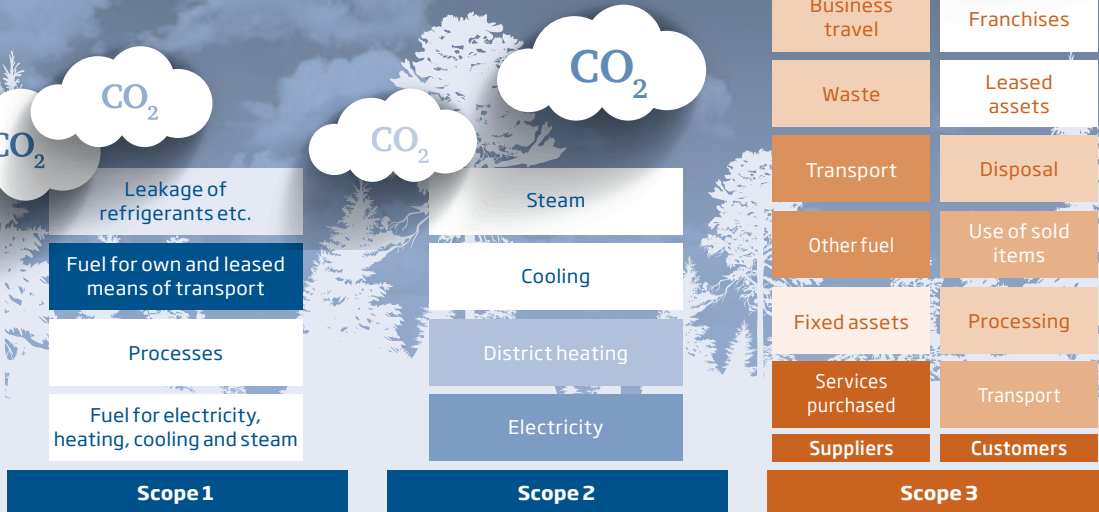 CO2
CO2
CO2
CO2
Leakage of
refrigerants etc.
Fuel for own and leased
means of transport
Processes
Fuel for electricity,
heating, cooling and steam
Scope 1
Steam
Cooling
District heating
Electricity
Scope 2
Business
travel
Waste
Transport
Other fuel
Fixed assets
Services
purchased
Suppliers
Franchises
Leased
assets
Disposal
Use of sold
items
Processing
Transport
Customers
Scope 3